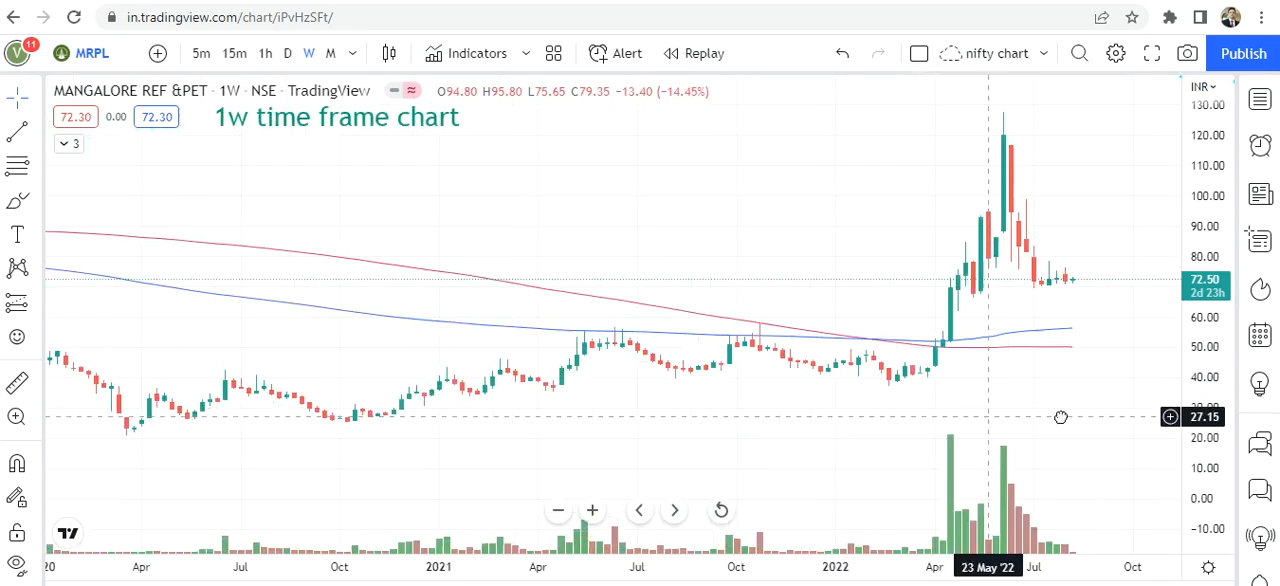 in.tradingview.com/chart/iPvHzSFt/
V 11 MRPL 5m 15m 1h D W M Indicators Alert Replay nifty chart Publish
MANGALORE REF &PET · 1W · NSE · TradingView O94.80 H95.80 L75.65 C79.35 −13.40 (−14.45%) INR
72.30 0.00 72.30 1w time frame chart
3
130.00
120.00
110.00
100.00
90.00
80.00
72.50
2d 23h
60.00
50.00
40.00
27.15
20.00
10.00
0.00
−10.00
20 Apr Jul Oct 2021 Apr Jul Oct 2022 Apr 23 May '22 Jul Oct